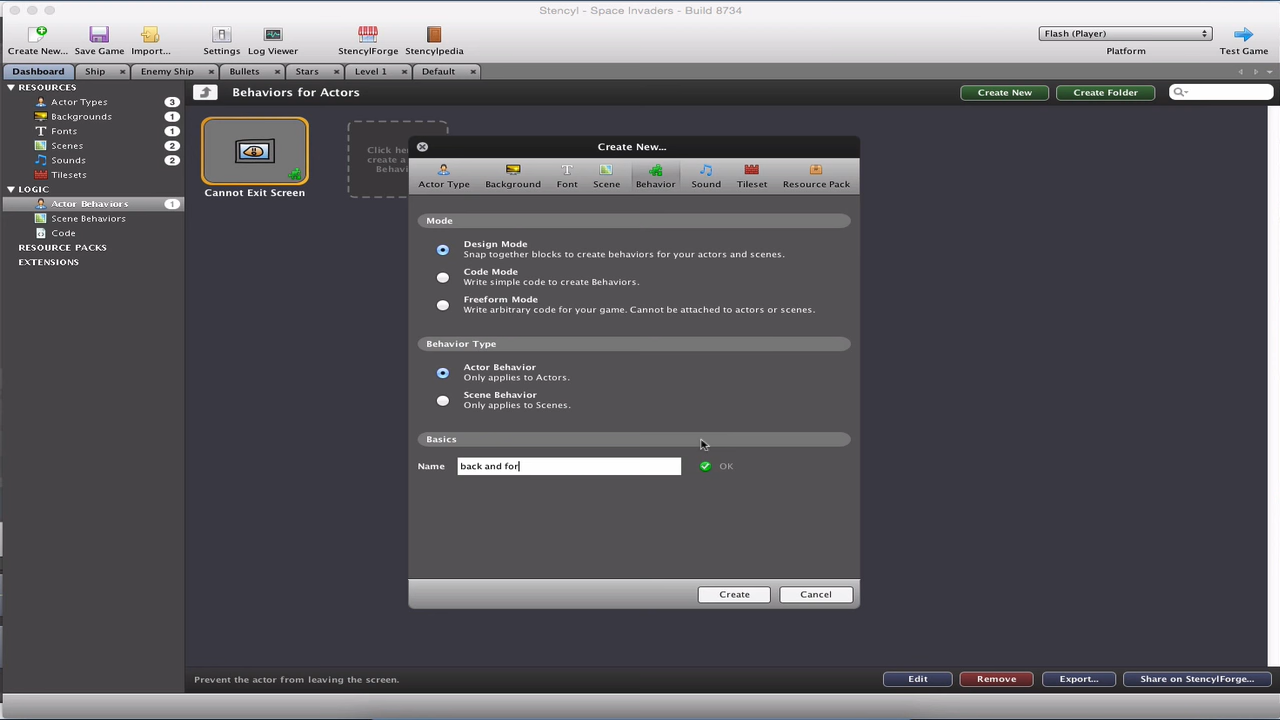 Stencyl - Space Invaders - Build 8734
Create New... Save Game Import... Settings Log Viewer StencylForge Stencylpedia Flash (Player) Platform Test Game
Dashboard Ship Enemy Ship Bullets Stars Level 1 Default
RESOURCES
Actor Types 3
Backgrounds 1
Fonts 1
Scenes 2
Sounds 2
Tilesets
LOGIC
Actor Behaviors 1
Scene Behaviors
Code
RESOURCE PACKS
EXTENSIONS
Behaviors for Actors Create New Create Folder
Cannot Exit Screen
Click he
create a
Behavi
Create New...
Actor Type Background Font Scene Behavior Sound Tileset Resource Pack
Mode
Design Mode
Snap together blocks to create behaviors for your actors and scenes.
Code Mode
Write simple code to create Behaviors.
Freeform Mode
Write arbitrary code for your game. Cannot be attached to actors or scenes.
Behavior Type
Actor Behavior
Only applies to Actors.
Scene Behavior
Only applies to Scenes.
Basics
Name back and for OK
Create Cancel
Prevent the actor from leaving the screen. Edit Remove Export... Share on StencylForge...